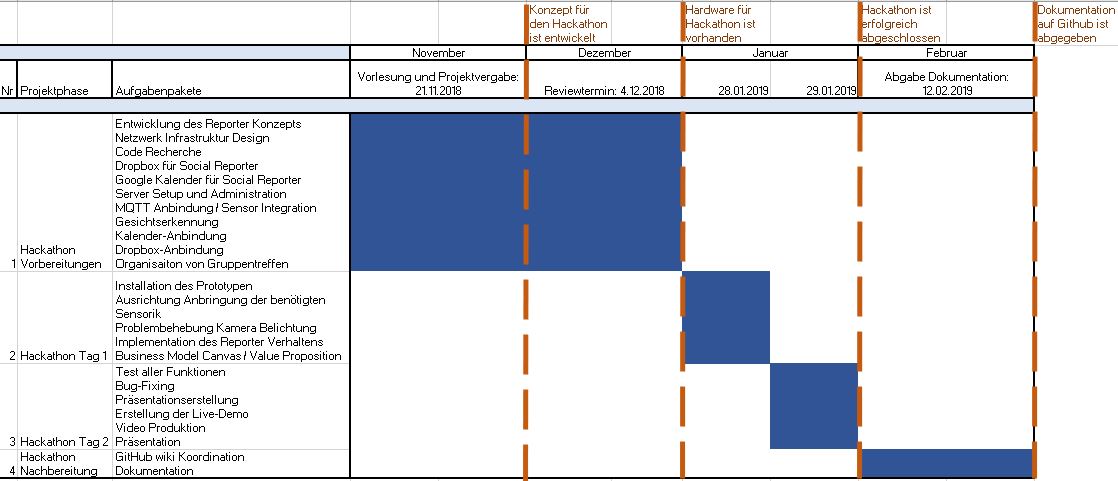 Konzept für
den Hackathon
ist entwickelt
Hardware für
Hackathon ist
vorhanden
Hackathon ist
erfolgreich
abgeschlossen
Dokumentation
auf Github ist
abgegeben
November
Dezember
Januar
Februar
Nr
Projektphase
Aufgabenpakete
Vorlesung und Projektvergabe:
21.11.2018
Reviewtermin: 4.12.2018
28.01.2019
29.01.2019
Abgabe Dokumentation:
12.02.2019
1
Hackathon
Vorbereitungen
Entwicklung des Reporter Konzepts
Netzwerk Infrastruktur Design
Code Recherche
Dropbox für Social Reporter
Google Kalender für Social Reporter
Server Setup und Administration
MQTT Anbindung / Sensor Integration
Gesichtserkennung
Kalender-Anbindung
Dropbox-Anbindung
Organisaiton von Gruppentreffen
2
Hackathon Tag 1
Installation des Prototypen
Ausrichtung Anbringung der benötigten
Sensorik
Problembehebung Kamera Belichtung
Implementation des Reporter Verhaltens
Business Model Canvas / Value Proposition
3
Hackathon Tag 2
Test aller Funktionen
Bug-Fixing
Präsentationserstellung
Erstellung der Live-Demo
Video Produktion
Präsentation
4
Hackathon
Nachbereitung
GitHub wiki Koordination
Dokumentation